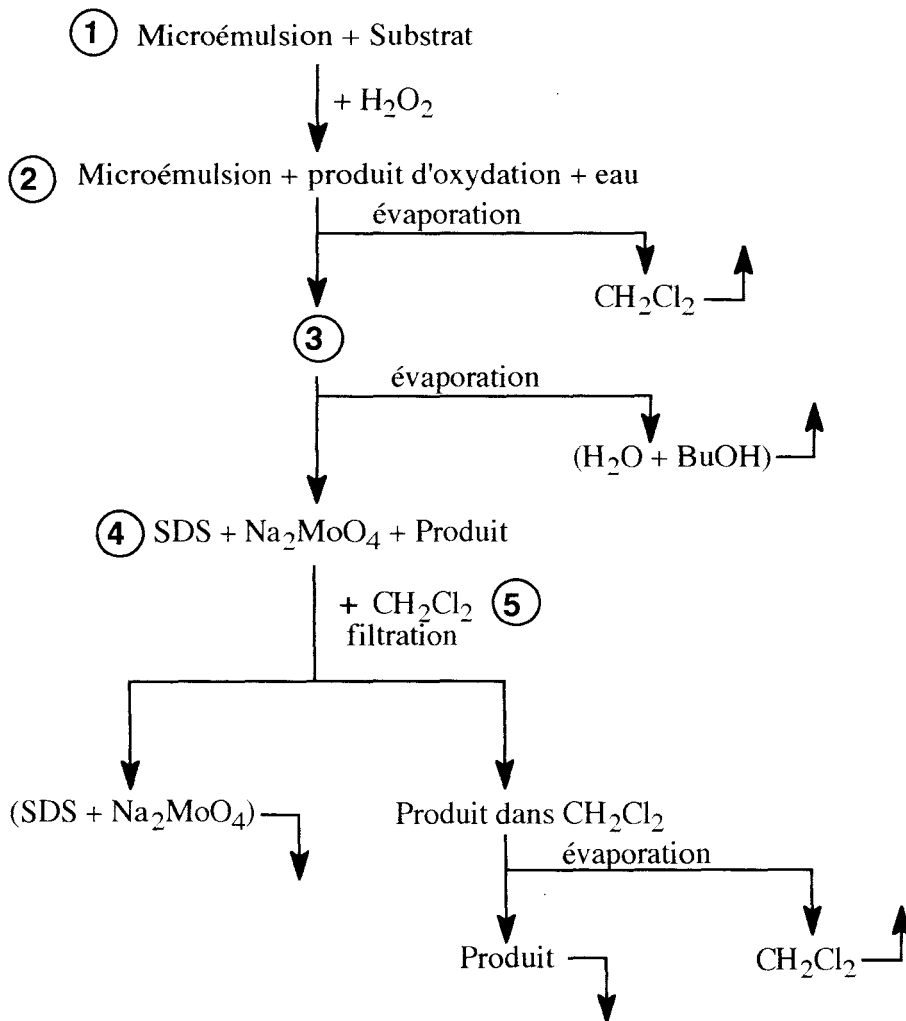 1 Microémulsion + Substrat
+ H2O2
2 Microémulsion + produit d'oxydation + eau
évaporation
CH2Cl2
3
évaporation
(H2O + BuOH)
4 SDS + Na2MoO4 + Produit
+ CH2Cl2 5
filtration
(SDS + Na2MoO4)
Produit dans CH2Cl2
évaporation
Produit
CH2Cl2